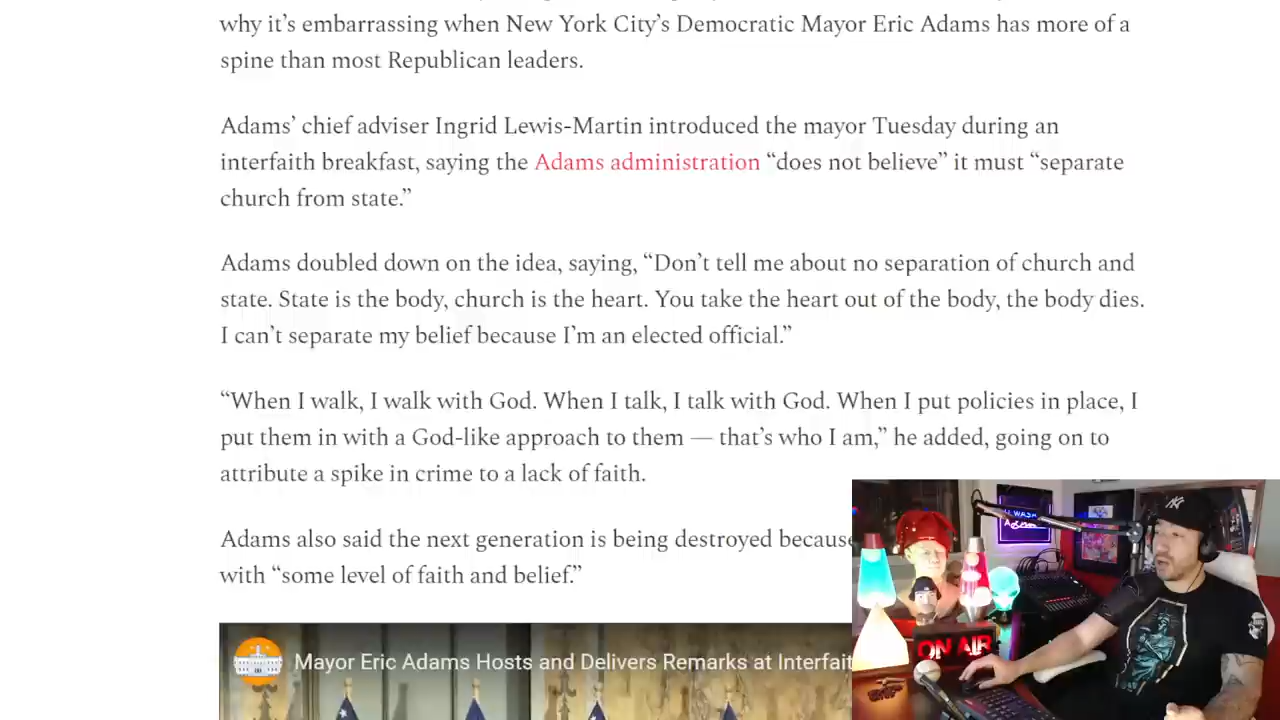 why it’s embarrassing when New York City’s Democratic Mayor Eric Adams has more of a
spine than most Republican leaders.
Adams’ chief adviser Ingrid Lewis-Martin introduced the mayor Tuesday during an
interfaith breakfast, saying the Adams administration “does not believe” it must “separate
church from state.”
Adams doubled down on the idea, saying, “Don’t tell me about no separation of church and
state. State is the body, church is the heart. You take the heart out of the body, the body dies.
I can’t separate my belief because I’m an elected official.”
“When I walk, I walk with God. When I talk, I talk with God. When I put policies in place, I
put them in with a God-like approach to them — that’s who I am,” he added, going on to
attribute a spike in crime to a lack of faith.
Adams also said the next generation is being destroyed because
with “some level of faith and belief.”
Mayor Eric Adams Hosts and Delivers Remarks at Interfait
ON AIR